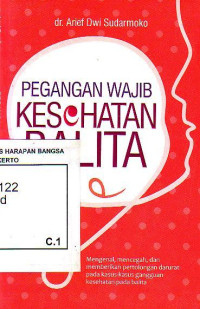 dr. Arief Dwi Sudarmoko
PEGANGAN WAJIB
KESeHATAN
BALITA
S HARAPAN BANGSA
KERTO
122
d
C.1
Mengenal, mencegah, dan
memberikan pertolongan darurat
pada kasus-kasus gangguan
kesehatan pada balita